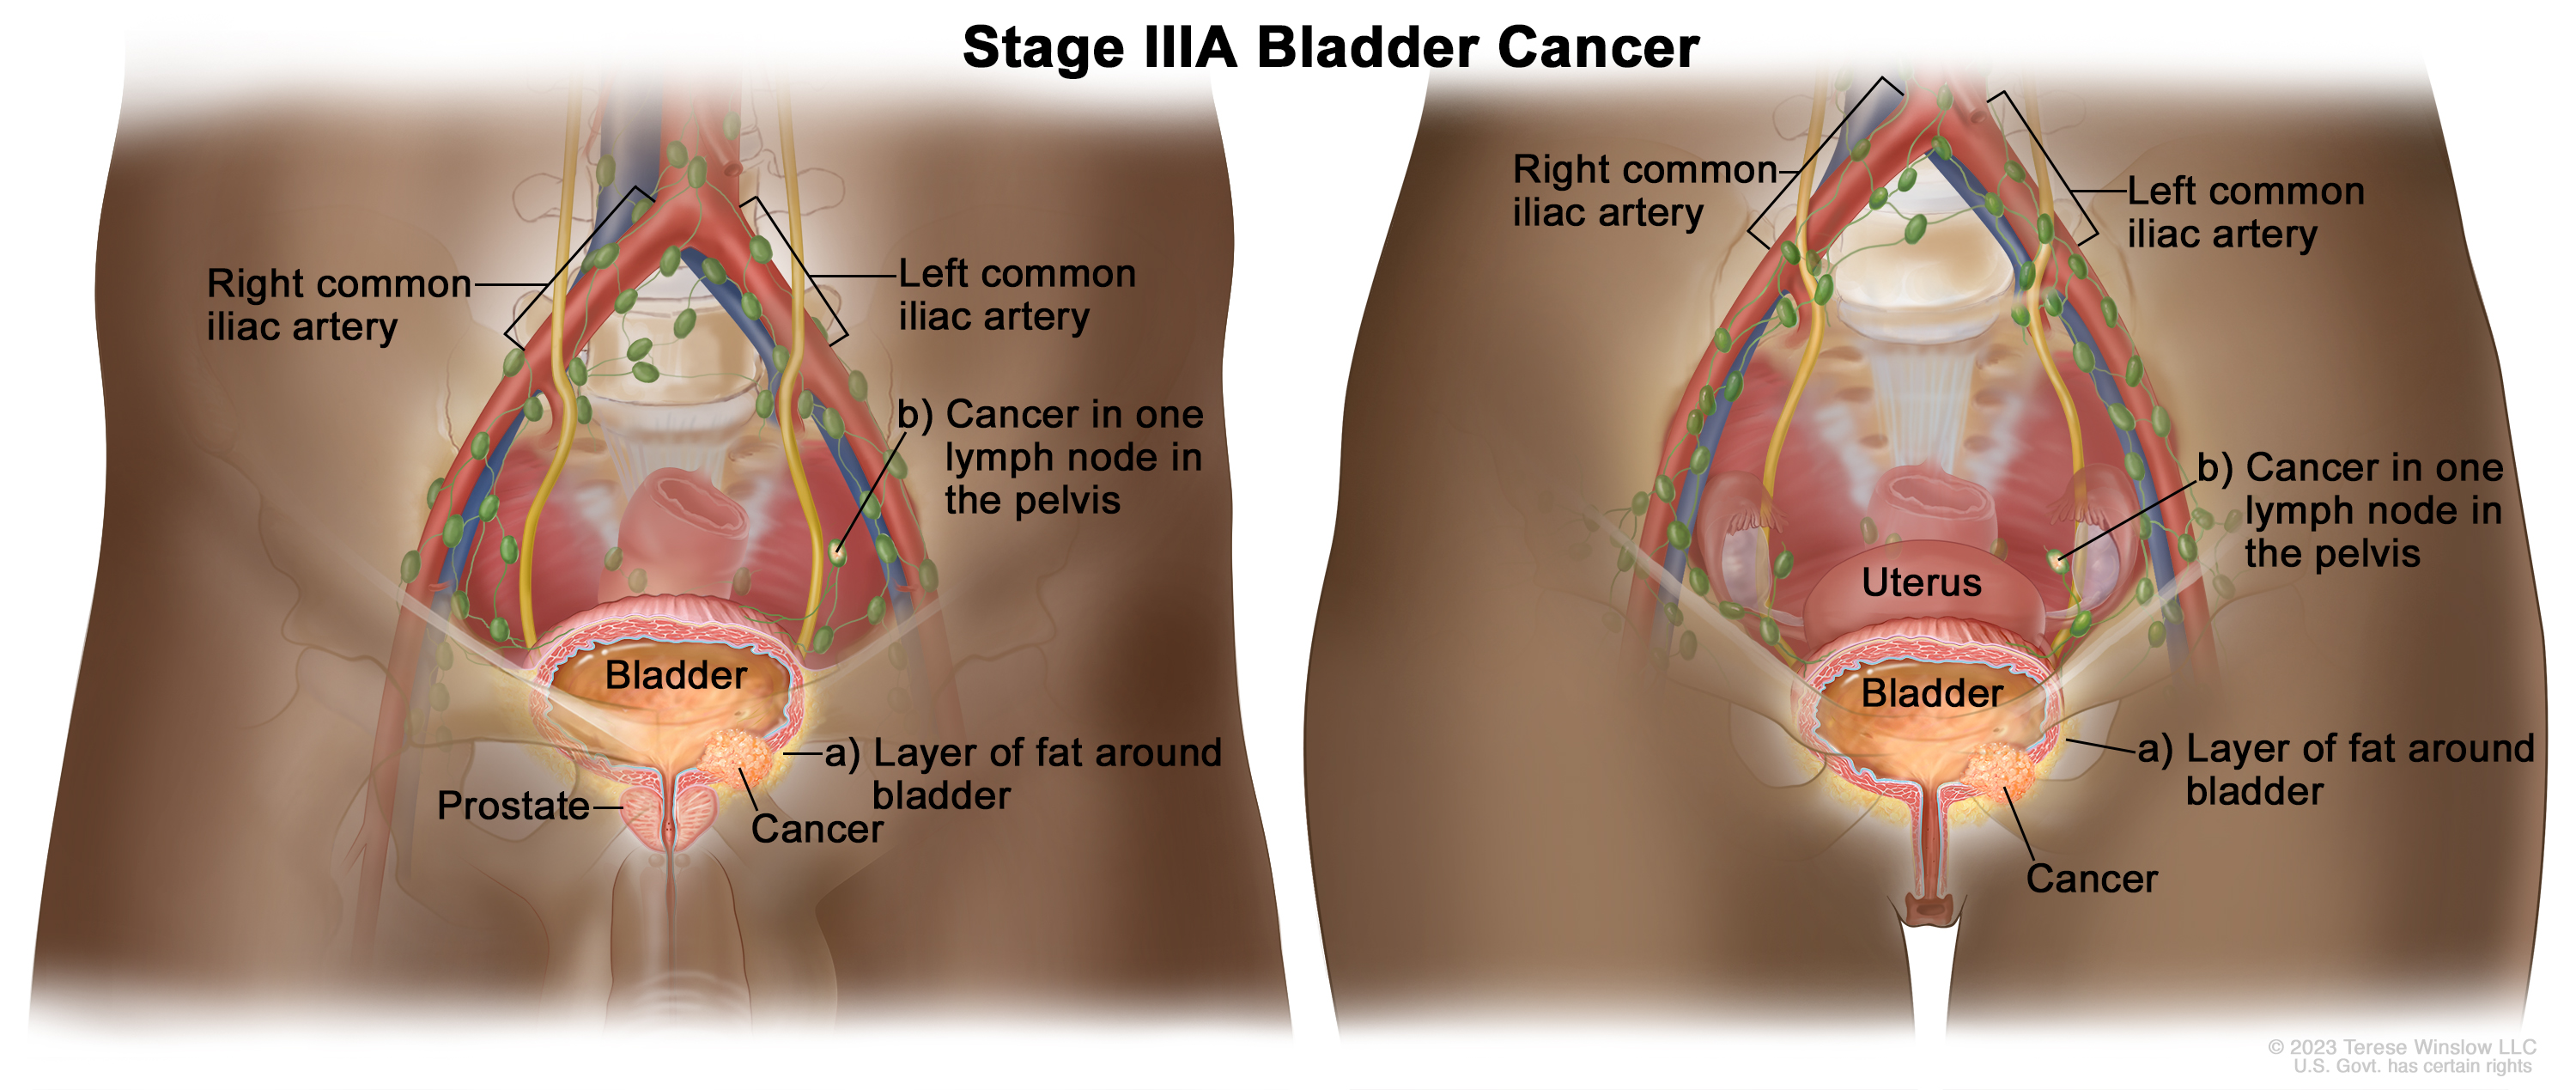 Stage IIIA Bladder Cancer
Right common
iliac artery
Left common
iliac artery
b) Cancer in one
lymph node in
the pelvis
Bladder
a) Layer of fat around
bladder
Prostate
Cancer
Right common
iliac artery
Left common
iliac artery
b) Cancer in one
lymph node in
the pelvis
Uterus
Bladder
a) Layer of fat around
bladder
Cancer
© 2023 Terese Winslow LLC
U.S. Govt. has certain rights